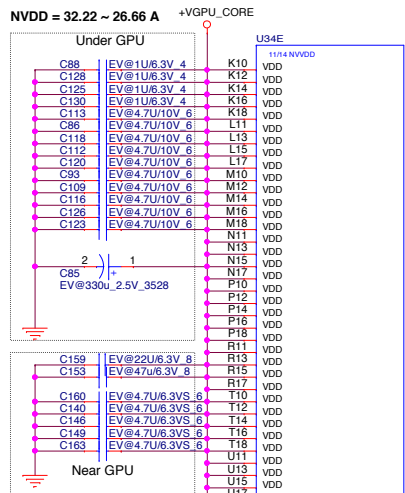 NVDD = 32.22 ~ 26.66 A
+VGPU_CORE
Under GPU
U34E
11/14 NVVDD
C88 EV@1U/6.3V_4 K10 VDD
C128 EV@1U/6.3V_4 K12 VDD
C125 EV@1U/6.3V_4 K14 VDD
C130 EV@1U/6.3V_4 K16 VDD
C113 EV@4.7U/10V_6 K18 VDD
C86 EV@4.7U/10V_6 L11 VDD
C118 EV@4.7U/10V_6 L13 VDD
C112 EV@4.7U/10V_6 L15 VDD
C120 EV@4.7U/10V_6 L17 VDD
C93 EV@4.7U/10V_6 M10 VDD
C109 EV@4.7U/10V_6 M12 VDD
C116 EV@4.7U/10V_6 M14 VDD
C126 EV@4.7U/10V_6 M16 VDD
C123 EV@4.7U/10V_6 M18 VDD
N11 VDD
N13 VDD
2 1 N15 VDD
+ N17 VDD
C85 P10 VDD
EV@330u_2.5V_3528 P12 VDD
P14 VDD
P16 VDD
P18 VDD
R11 VDD
C159 EV@22U/6.3V_8 R13 VDD
C153 EV@47u/6.3V_8 R15 VDD
R17 VDD
C160 EV@4.7U/6.3VS_6 T10 VDD
C140 EV@4.7U/6.3VS_6 T12 VDD
C146 EV@4.7U/6.3VS_6 T14 VDD
C149 EV@4.7U/6.3VS_6 T16 VDD
C163 EV@4.7U/6.3VS_6 T18 VDD
U11 VDD
Near GPU U13 VDD
U15 VDD
U17